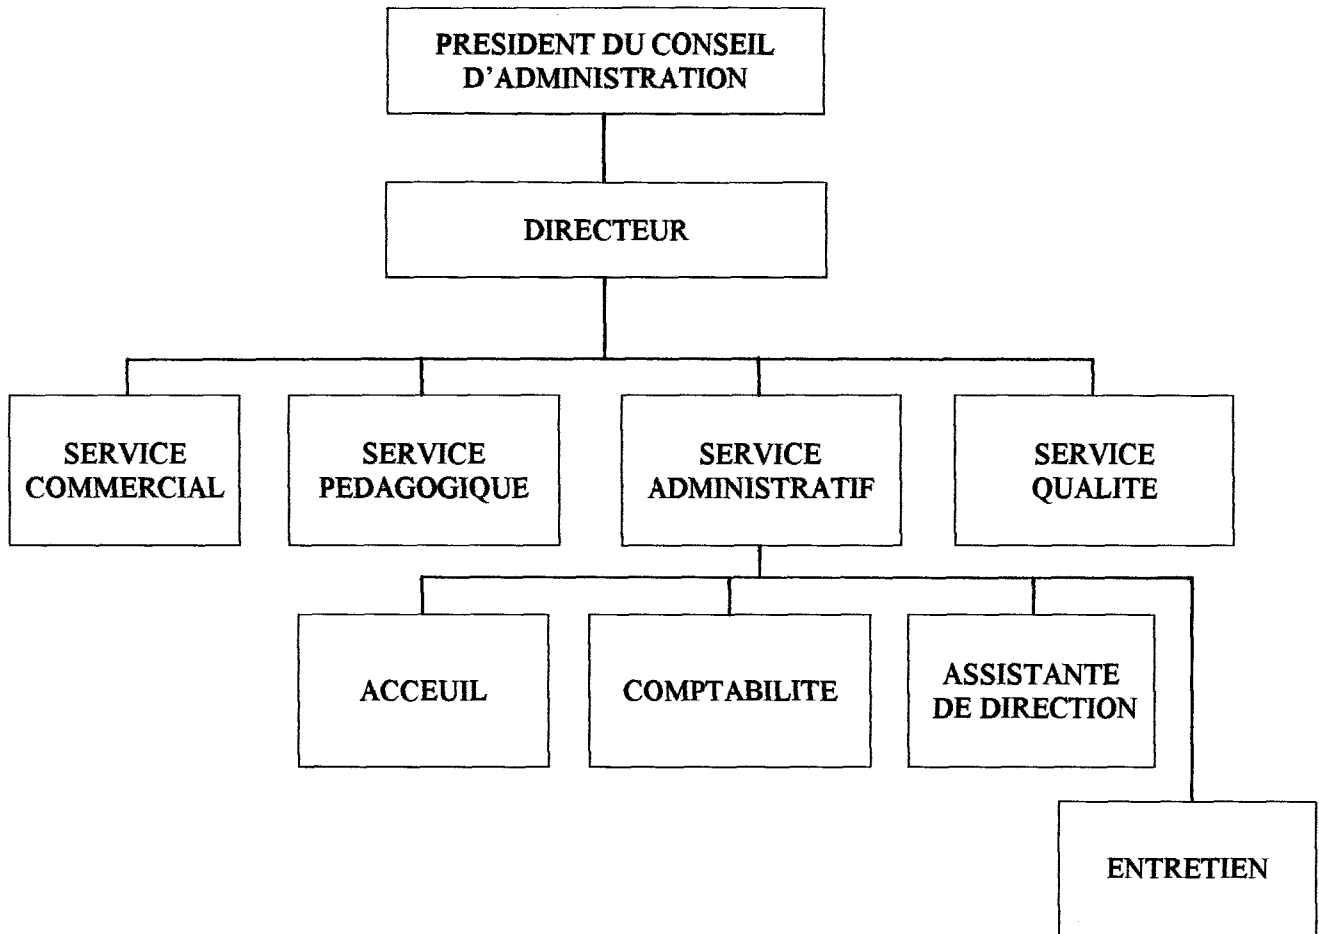 PRESIDENT DU CONSEIL
D'ADMINISTRATION
DIRECTEUR
SERVICE
COMMERCIAL
SERVICE
PEDAGOGIQUE
SERVICE
ADMINISTRATIF
SERVICE
QUALITE
ACCEUIL
COMPTABILITE
ASSISTANTE
DE DIRECTION
ENTRETIEN